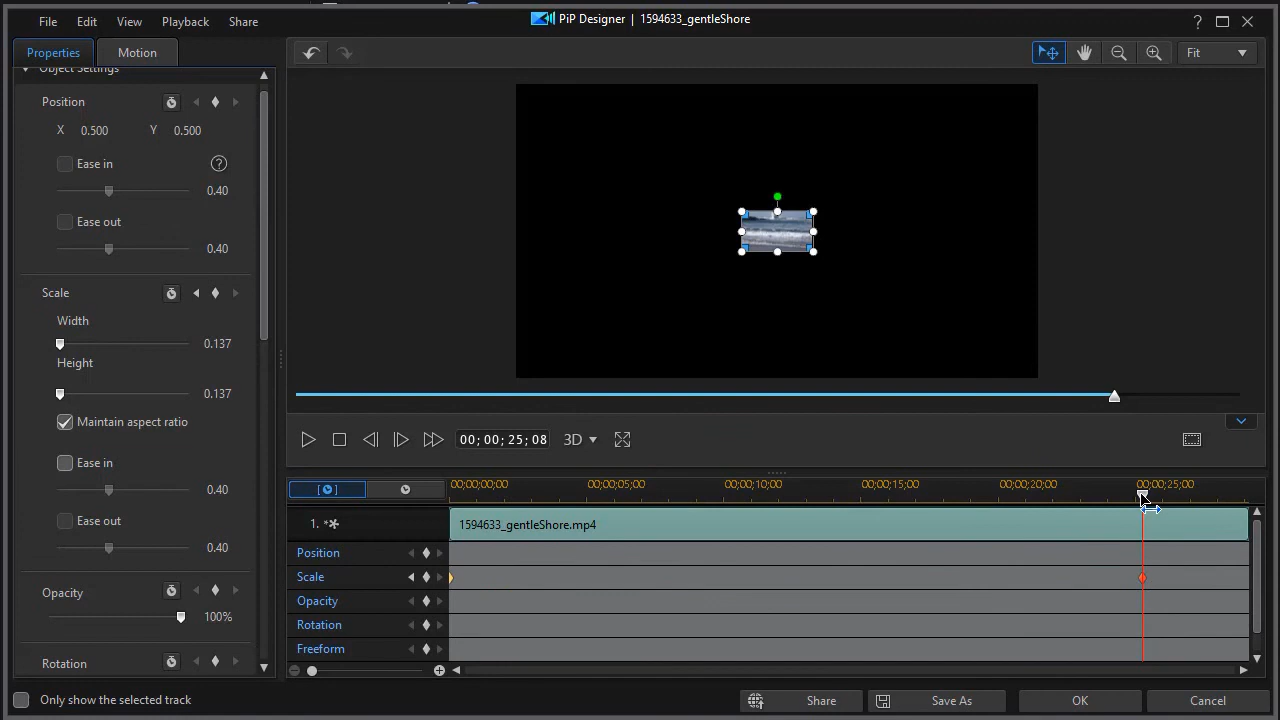 PiP Designer | 1594633_gentleShore
File Edit View Playback Share
?
Properties Motion
Fit
Object Settings
Position
X 0.500 Y 0.500
Ease in ?
0.40
Ease out
0.40
Scale
Width
0.137
Height
0.137
Maintain aspect ratio
Ease in
0.40
Ease out
0.40
Opacity
100%
Rotation
00; 00; 25; 08 3D
00;00;00;00 00;00;05;00 00;00;10;00 00;00;15;00 00;00;20;00 00;00;25;00
1. 1594633_gentleShore.mp4
Position
Scale
Opacity
Rotation
Freeform
Only show the selected track
Share Save As OK Cancel